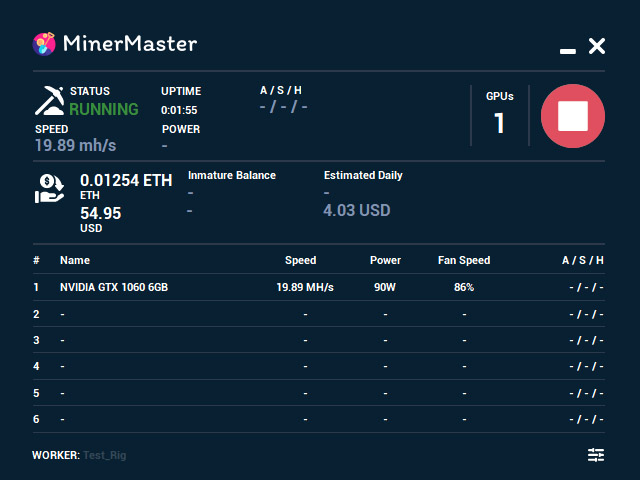 MinerMaster
STATUS UPTIME A / S / H GPUs
RUNNING 0:01:55 - / - / - 1
SPEED POWER
19.89 mh/s -
0.01254 ETH Inmature Balance Estimated Daily
ETH - -
54.95 - 4.03 USD
USD
# Name Speed Power Fan Speed A / S / H
1 NVIDIA GTX 1060 6GB 19.89 MH/s 90W 86% - / - / -
2 - - - - - / - / -
3 - - - - - / - / -
4 - - - - - / - / -
5 - - - - - / - / -
6 - - - - - / - / -
WORKER: Test_Rig